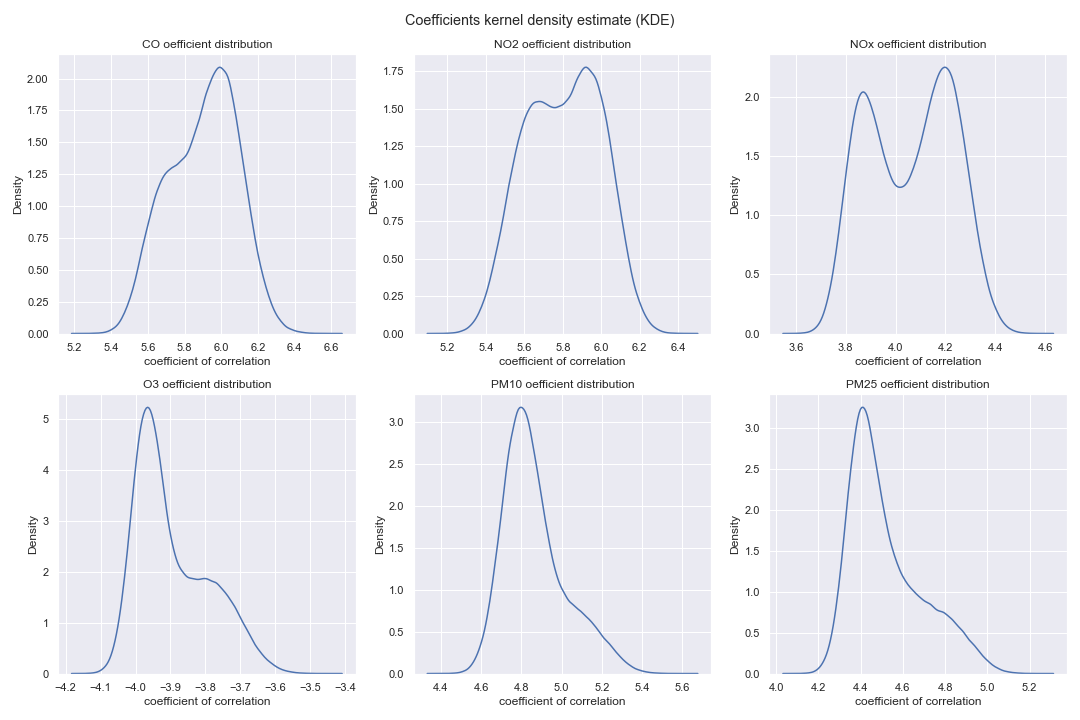 Coefficients kernel density estimate (KDE)
CO oefficient distribution
NO2 oefficient distribution
NOx oefficient distribution
2.00
1.75
1.50
1.25
1.00
0.75
0.50
0.25
0.00
Density
5.2 5.4 5.6 5.8 6.0 6.2 6.4 6.6
coefficient of correlation
1.75
1.50
1.25
1.00
0.75
0.50
0.25
0.00
Density
5.2 5.4 5.6 5.8 6.0 6.2 6.4
coefficient of correlation
2.0
1.5
1.0
0.5
0.0
Density
3.6 3.8 4.0 4.2 4.4 4.6
coefficient of correlation
O3 oefficient distribution
PM10 oefficient distribution
PM25 oefficient distribution
5
4
3
2
1
0
Density
−4.2 −4.1 −4.0 −3.9 −3.8 −3.7 −3.6 −3.5 −3.4
coefficient of correlation
3.0
2.5
2.0
1.5
1.0
0.5
0.0
Density
4.4 4.6 4.8 5.0 5.2 5.4 5.6
coefficient of correlation
3.0
2.5
2.0
1.5
1.0
0.5
0.0
Density
4.0 4.2 4.4 4.6 4.8 5.0 5.2
coefficient of correlation